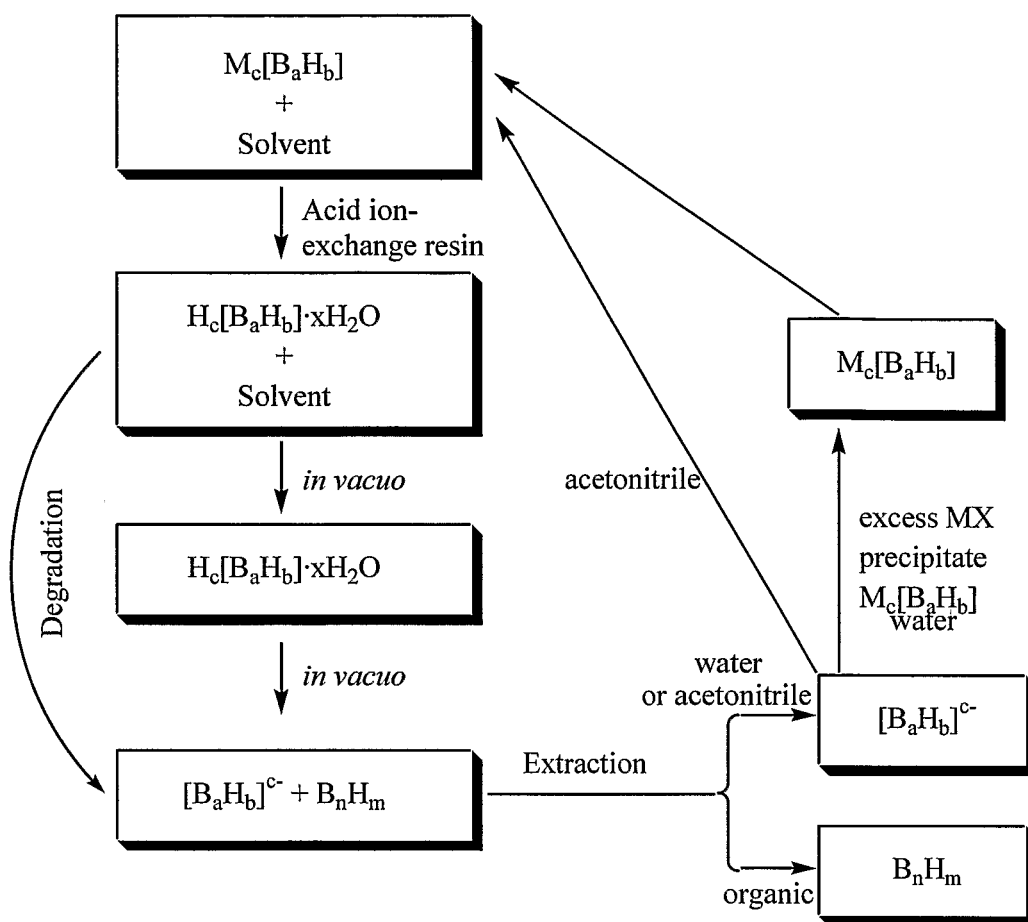 M_c[B_aH_b]
+
Solvent
Acid ion-
exchange resin
H_c[B_aH_b]·xH_2O
+
Solvent
in vacuo
H_c[B_aH_b]·xH_2O
in vacuo
Degradation
[B_aH_b]^{c-} + B_nH_m
Extraction
water
or acetonitrile
organic
[B_aH_b]^{c-}
B_nH_m
acetonitrile
excess MX
precipitate
M_c[B_aH_b]
water
M_c[B_aH_b]